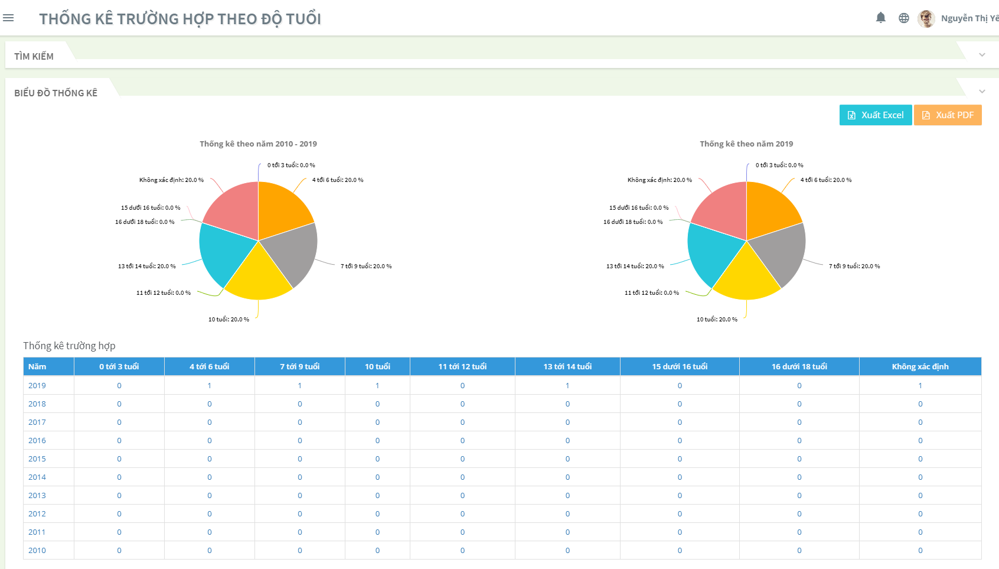 THỐNG KÊ TRƯỜNG HỢP THEO ĐỘ TUỔI
Nguyễn Thị Yê
TÌM KIẾM
BIỂU ĐỒ THỐNG KÊ
Xuất Excel Xuất PDF
Thống kê theo năm 2010 - 2019
0 tới 3 tuổi: 0.0 %
Không xác định: 20.0 %
4 tới 6 tuổi: 20.0 %
15 dưới 16 tuổi: 0.0 %
16 dưới 18 tuổi: 0.0 %
13 tới 14 tuổi: 20.0 %
7 tới 9 tuổi: 20.0 %
11 tới 12 tuổi: 0.0 %
10 tuổi: 20.0 %
Thống kê theo năm 2019
0 tới 3 tuổi: 0.0 %
Không xác định: 20.0 %
4 tới 6 tuổi: 20.0 %
15 dưới 16 tuổi: 0.0 %
16 dưới 18 tuổi: 0.0 %
13 tới 14 tuổi: 20.0 %
7 tới 9 tuổi: 20.0 %
11 tới 12 tuổi: 0.0 %
10 tuổi: 20.0 %
Thống kê trường hợp
Năm 0 tới 3 tuổi 4 tới 6 tuổi 7 tới 9 tuổi 10 tuổi 11 tới 12 tuổi 13 tới 14 tuổi 15 dưới 16 tuổi 16 dưới 18 tuổi Không xác định
2019 0 1 1 1 0 1 0 0 1
2018 0 0 0 0 0 0 0 0 0
2017 0 0 0 0 0 0 0 0 0
2016 0 0 0 0 0 0 0 0 0
2015 0 0 0 0 0 0 0 0 0
2014 0 0 0 0 0 0 0 0 0
2013 0 0 0 0 0 0 0 0 0
2012 0 0 0 0 0 0 0 0 0
2011 0 0 0 0 0 0 0 0 0
2010 0 0 0 0 0 0 0 0 0